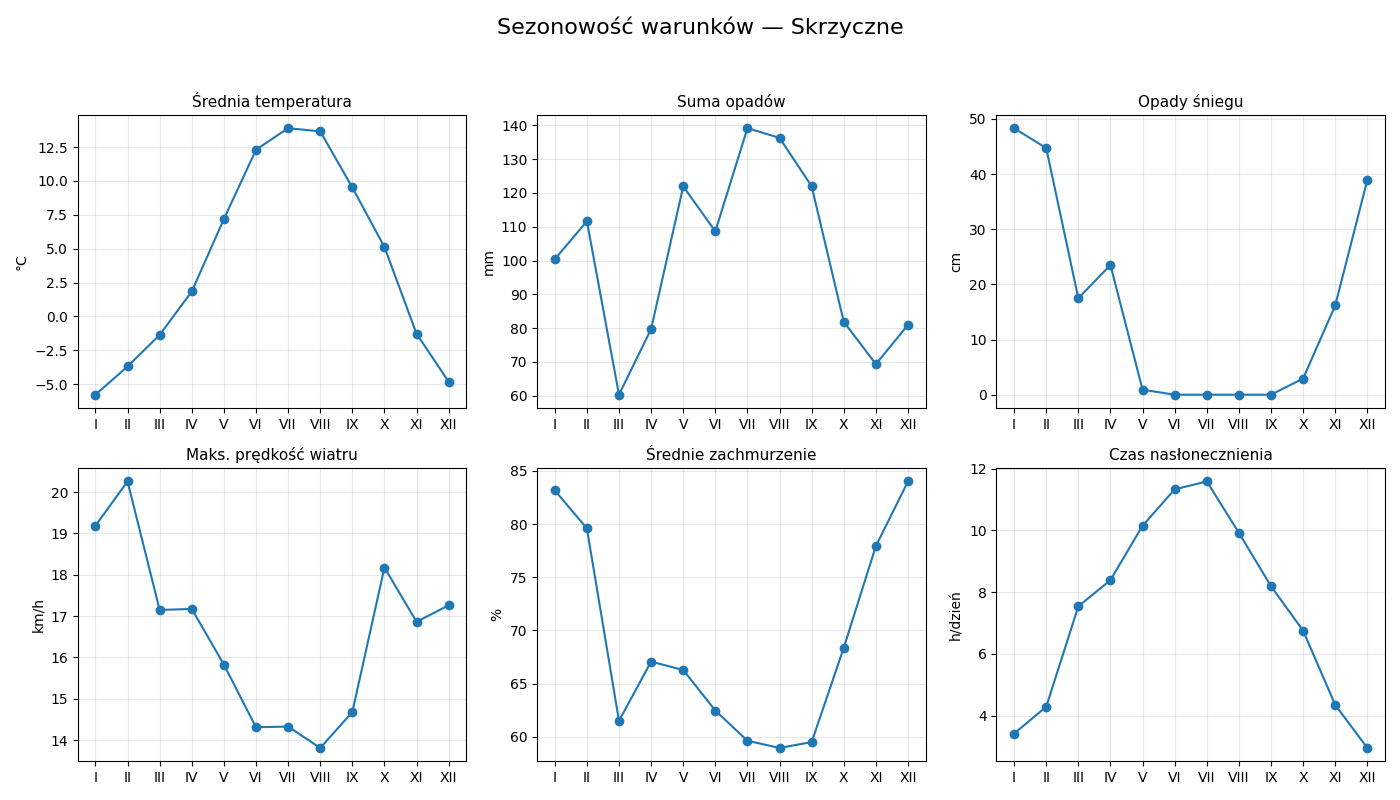 Sezonowość warunków — Skrzyczne
Średnia temperatura
°C
12.5
10.0
7.5
5.0
2.5
0.0
−2.5
−5.0
I II III IV V VI VII VIII IX X XI XII
Suma opadów
mm
140
130
120
110
100
90
80
70
60
I II III IV V VI VII VIII IX X XI XII
Opady śniegu
cm
50
40
30
20
10
0
I II III IV V VI VII VIII IX X XI XII
Maks. prędkość wiatru
km/h
20
19
18
17
16
15
14
I II III IV V VI VII VIII IX X XI XII
Średnie zachmurzenie
%
85
80
75
70
65
60
I II III IV V VI VII VIII IX X XI XII
Czas nasłonecznienia
h/dzień
12
10
8
6
4
I II III IV V VI VII VIII IX X XI XII